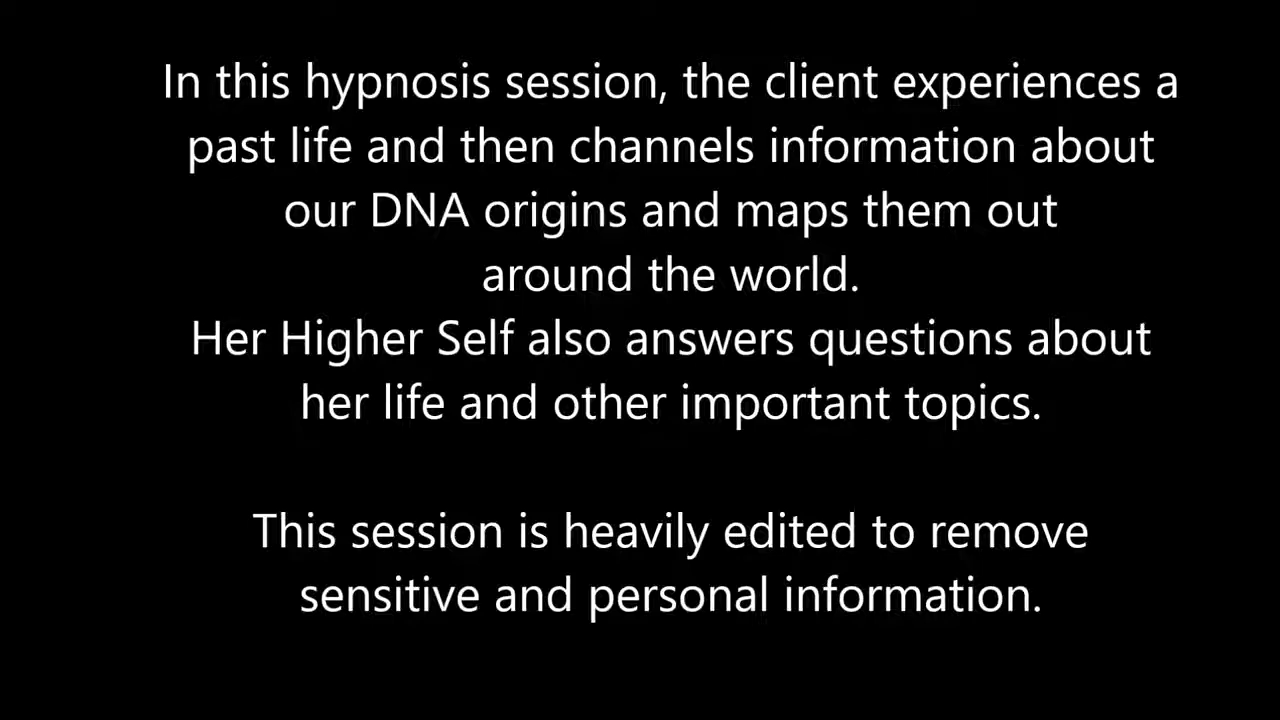 In this hypnosis session, the client experiences a
past life and then channels information about
our DNA origins and maps them out
around the world.
Her Higher Self also answers questions about
her life and other important topics.
This session is heavily edited to remove
sensitive and personal information.